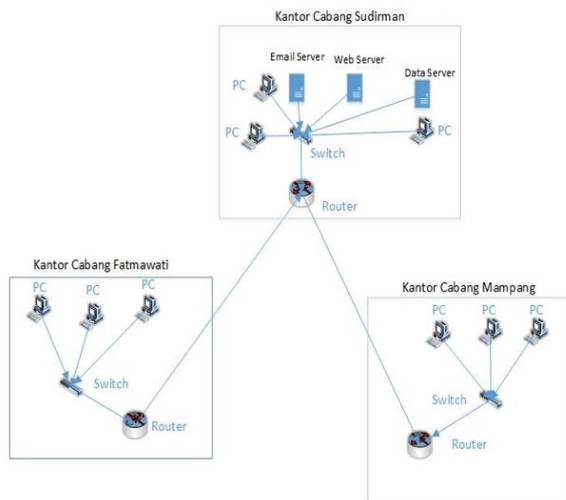 Kantor Cabang Sudirman
Email Server
Web Server
Data Server
PC
PC
PC
Switch
Router
Kantor Cabang Fatmawati
PC
PC
PC
Switch
Router
Kantor Cabang Mampang
PC
PC
PC
Switch
Router